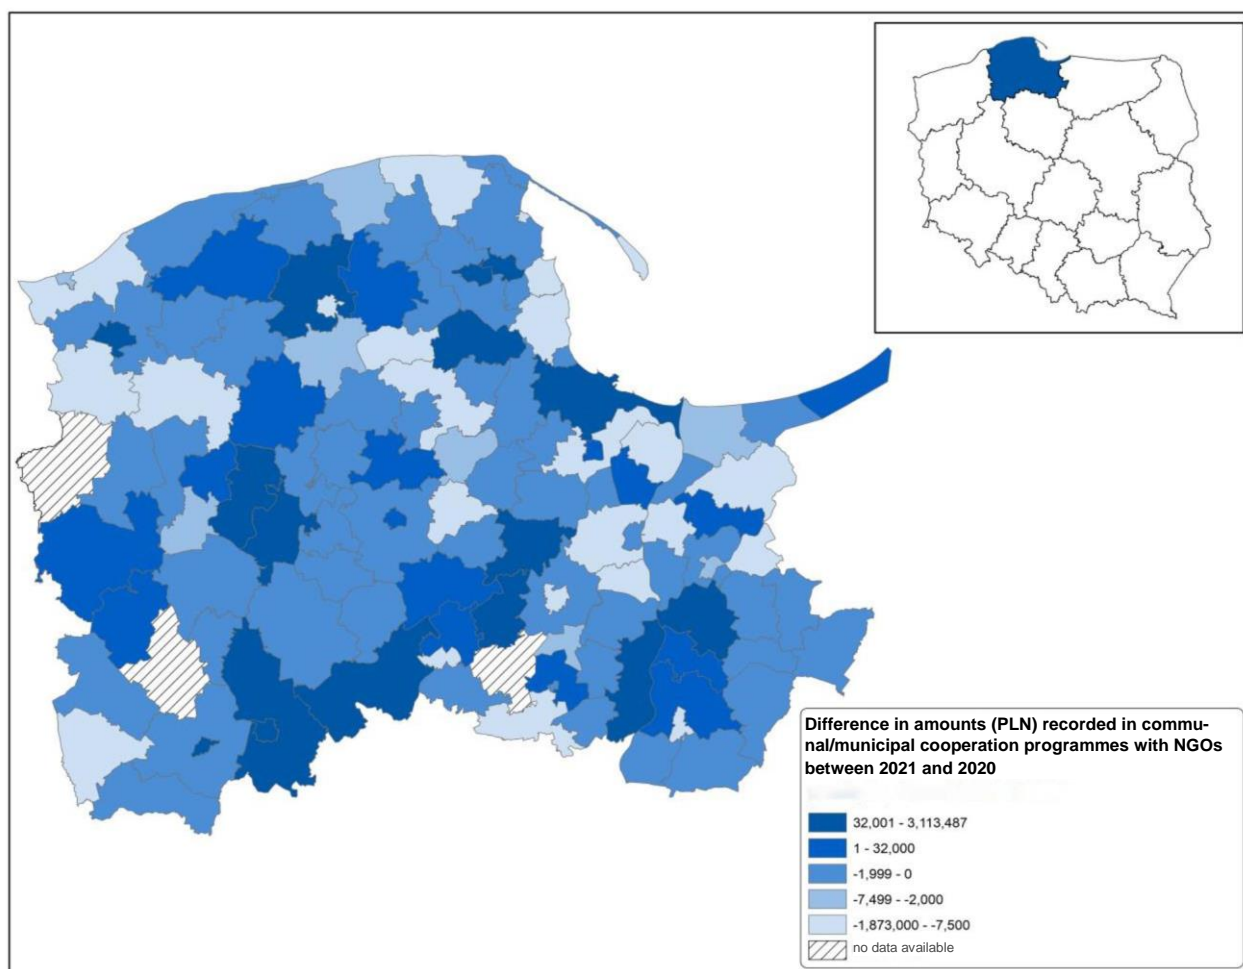 Difference in amounts (PLN) recorded in commu-
nal/municipal cooperation programmes with NGOs
between 2021 and 2020
32,001 - 3,113,487
1 - 32,000
-1,999 - 0
-7,499 - -2,000
-1,873,000 - -7,500
no data available